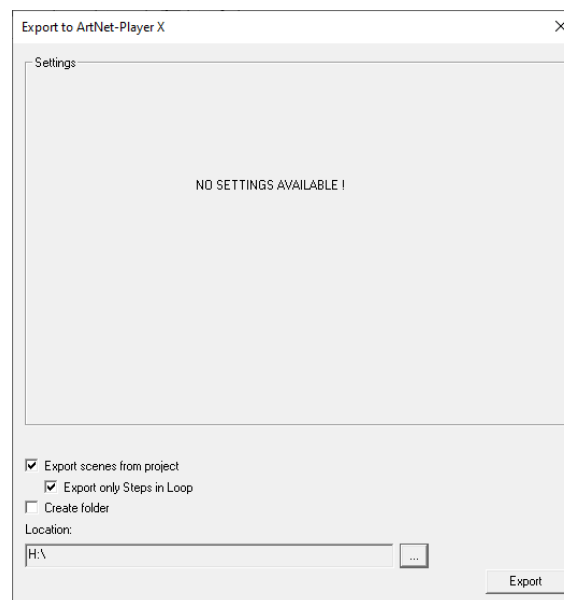 Export to ArtNet-Player X
Settings
NO SETTINGS AVAILABLE !
Export scenes from project
Export only Steps in Loop
Create folder
Location:
H:\
...
Export